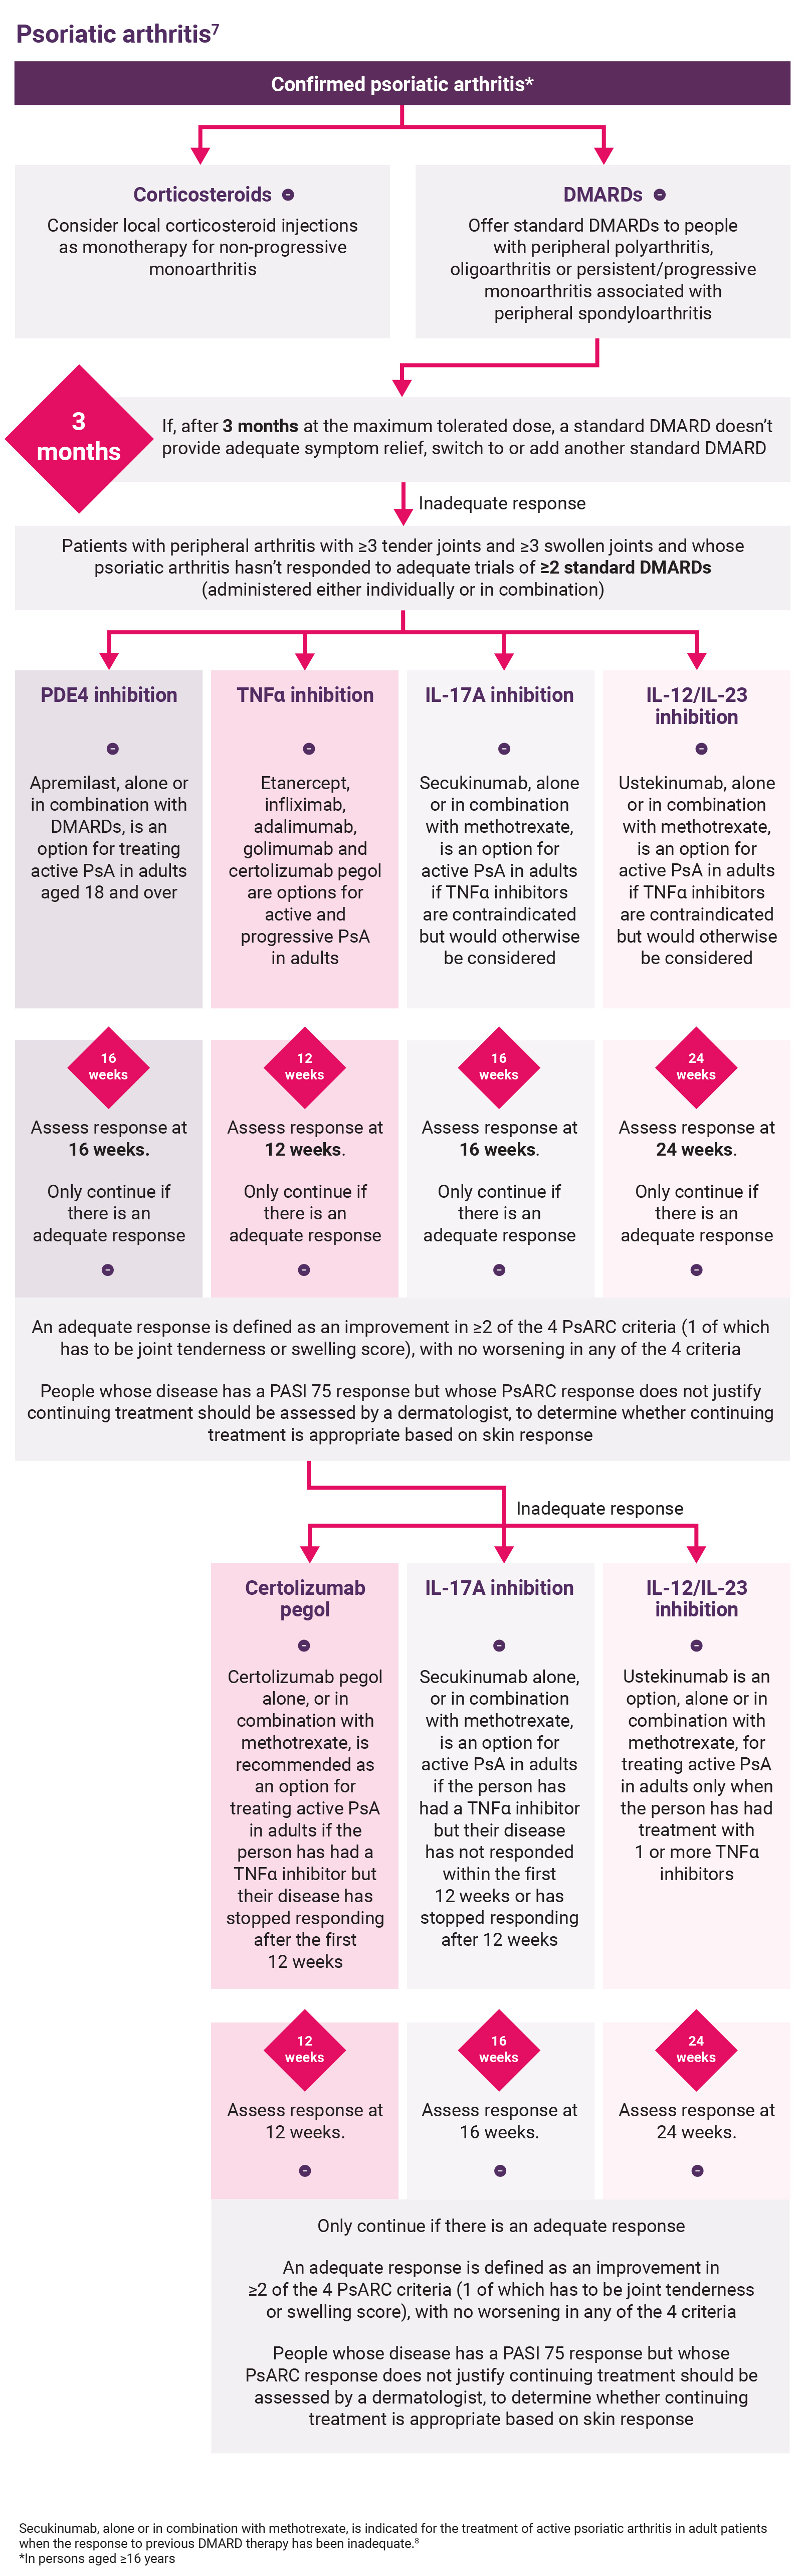 Psoriatic arthritis⁷
Confirmed psoriatic arthritis*
Corticosteroids
Consider local corticosteroid injections
as monotherapy for non-progressive
monoarthritis
DMARDs
Offer standard DMARDs to people
with peripheral polyarthritis,
oligoarthritis or persistent/progressive
monoarthritis associated with
peripheral spondyloarthritis
3
months
If, after 3 months at the maximum tolerated dose, a standard DMARD doesn't
provide adequate symptom relief, switch to or add another standard DMARD
Inadequate response
Patients with peripheral arthritis with ≥3 tender joints and ≥3 swollen joints and whose
psoriatic arthritis hasn't responded to adequate trials of ≥2 standard DMARDs
(administered either individually or in combination)
PDE4 inhibition
Apremilast, alone or
in combination with
DMARDs, is an
option for treating
active PsA in adults
aged 18 and over
TNFα inhibition
Etanercept,
infliximab,
adalimumab,
golimumab and
certolizumab pegol
are options for
active and
progressive PsA
in adults
IL-17A inhibition
Secukinumab, alone
or in combination
with methotrexate,
is an option for
active PsA in adults
if TNFα inhibitors
are contraindicated
but would otherwise
be considered
IL-12/IL-23
inhibition
Ustekinumab, alone
or in combination
with methotrexate,
is an option for
active PsA in adults
if TNFα inhibitors
are contraindicated
but would otherwise
be considered
16
weeks
Assess response at
16 weeks.
Only continue if
there is an
adequate response
12
weeks
Assess response at
12 weeks.
Only continue if
there is an
adequate response
16
weeks
Assess response at
16 weeks.
Only continue if
there is an
adequate response
24
weeks
Assess response at
24 weeks.
Only continue if
there is an
adequate response
An adequate response is defined as an improvement in ≥2 of the 4 PsARC criteria (1 of which
has to be joint tenderness or swelling score), with no worsening in any of the 4 criteria
People whose disease has a PASI 75 response but whose PsARC response does not justify
continuing treatment should be assessed by a dermatologist, to determine whether continuing
treatment is appropriate based on skin response
Inadequate response
Certolizumab
pegol
Certolizumab pegol
alone, or in
combination with
methotrexate, is
recommended as
an option for
treating active PsA
in adults if the
person has had a
TNFα inhibitor but
their disease has
stopped responding
after the first
12 weeks
IL-17A inhibition
Secukinumab alone,
or in combination
with methotrexate,
is an option for
active PsA in adults
if the person has
had a TNFα inhibitor
but their disease
has not responded
within the first
12 weeks or has
stopped responding
after 12 weeks
IL-12/IL-23
inhibition
Ustekinumab is an
option, alone or in
combination with
methotrexate, for
treating active PsA
in adults only when
the person has had
treatment with
1 or more TNFα
inhibitors
12
weeks
Assess response at
12 weeks.
16
weeks
Assess response at
16 weeks.
24
weeks
Assess response at
24 weeks.
Only continue if there is an adequate response
An adequate response is defined as an improvement in
≥2 of the 4 PsARC criteria (1 of which has to be joint tenderness
or swelling score), with no worsening in any of the 4 criteria
People whose disease has a PASI 75 response but whose
PsARC response does not justify continuing treatment should be
assessed by a dermatologist, to determine whether continuing
treatment is appropriate based on skin response
Secukinumab, alone or in combination with methotrexate, is indicated for the treatment of active psoriatic arthritis in adult patients
when the response to previous DMARD therapy has been inadequate.⁸
*In persons aged ≥16 years